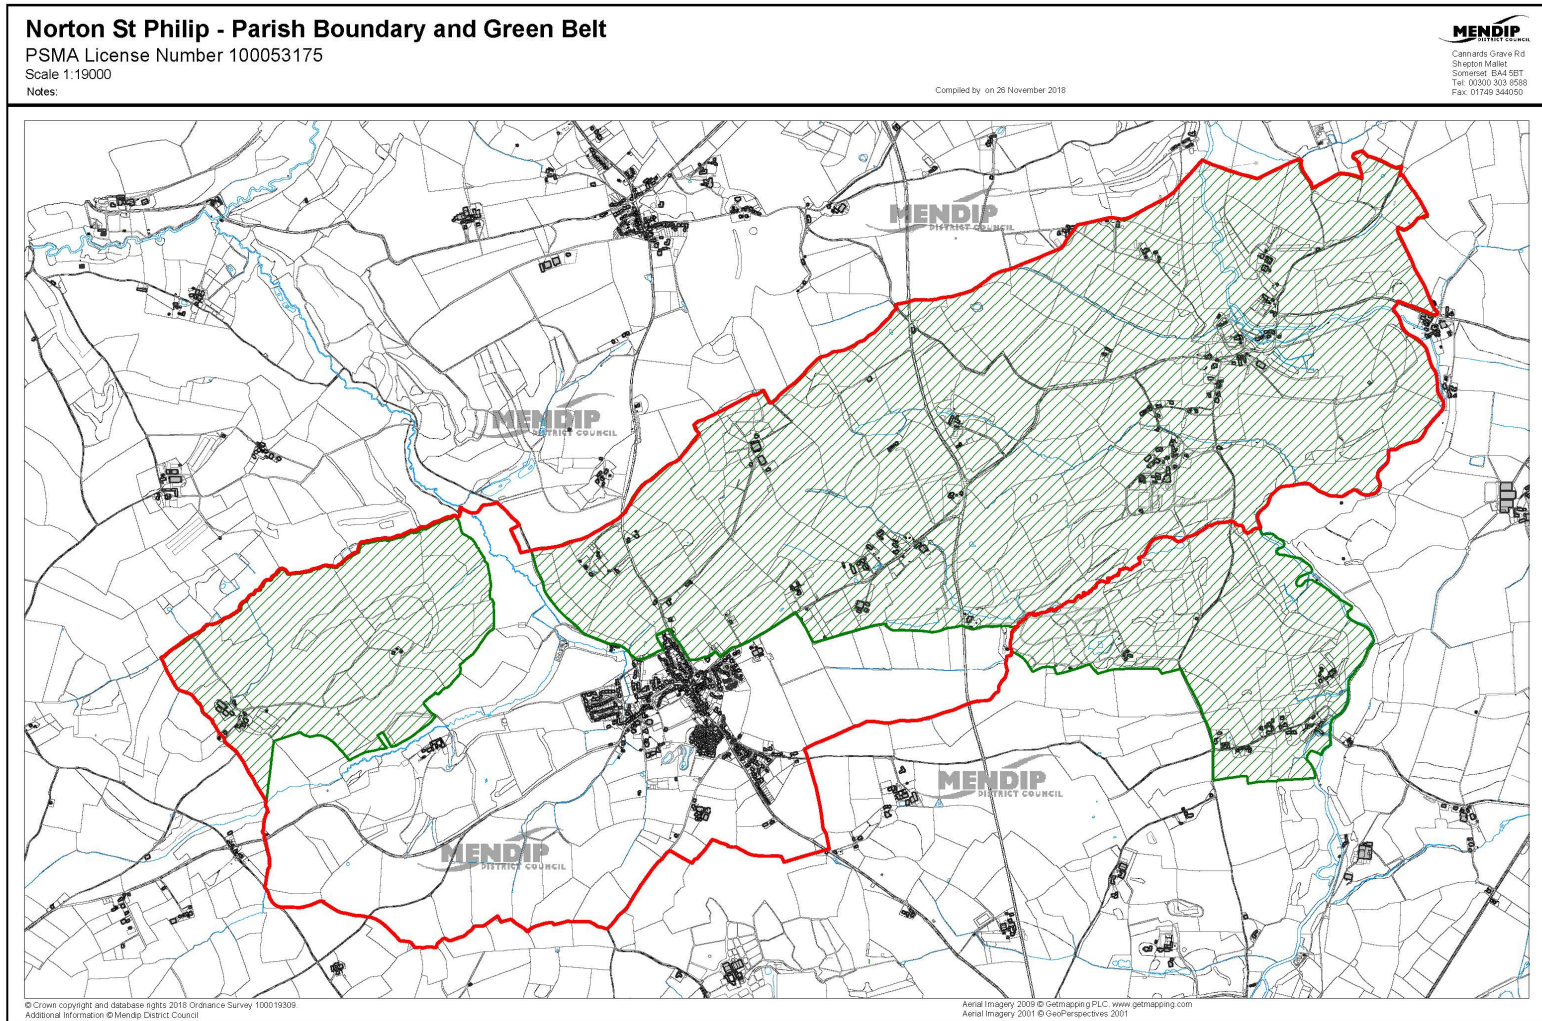 Norton St Philip - Parish Boundary and Green Belt
PSMA License Number 100053175
Scale 1:19000
Notes:
Compiled by on 26 November 2018
MENDIP
DISTRICT COUNCIL
Cannards Grave Rd
Shepton Mallet
Somerset BA4 5BT
Tel: 00300 303 8588
Fax: 01749 344050
MENDIP
DISTRICT COUNCIL
MENDIP
DISTRICT COUNCIL
MENDIP
DISTRICT COUNCIL
MENDIP
DISTRICT COUNCIL
© Crown copyright and database rights 2018 Ordnance Survey 100019309.
Additional Information © Mendip District Council
Aerial Imagery 2009 © Getmapping PLC. www.getmapping.com
Aerial Imagery 2001 © GeoPerspectives 2001